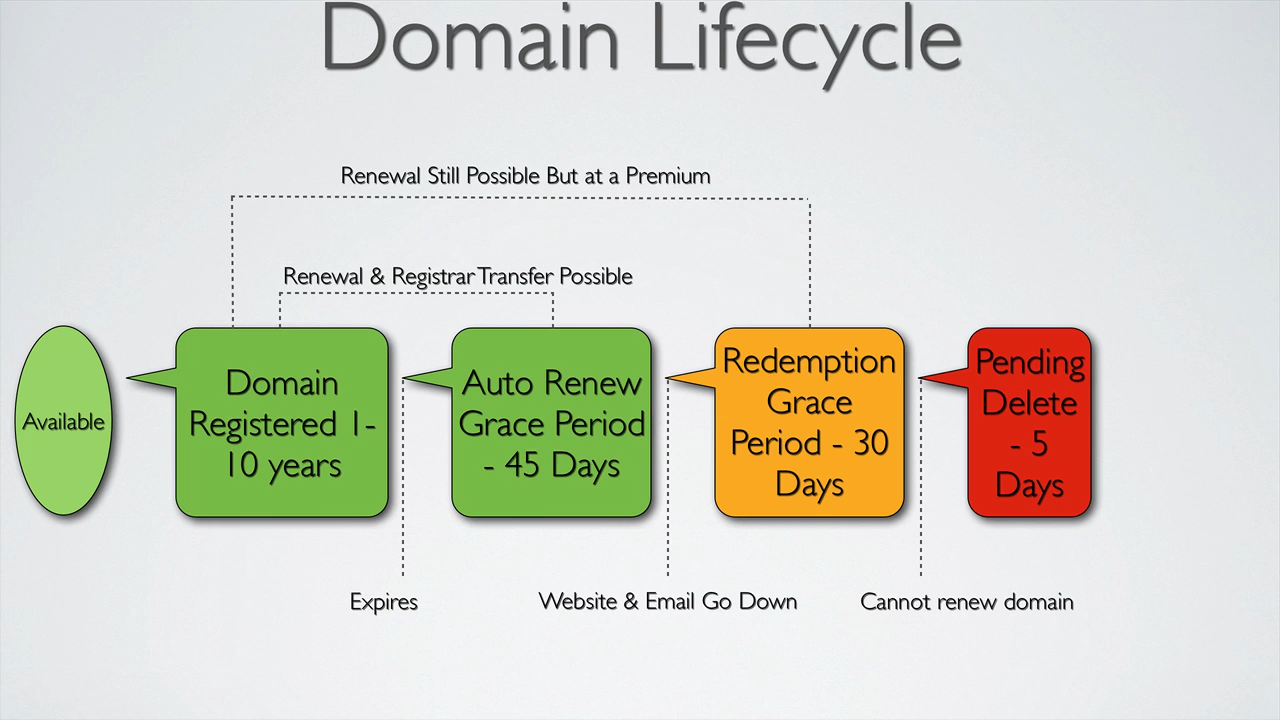 Domain Lifecycle
Renewal Still Possible But at a Premium
Renewal & Registrar Transfer Possible
Available
Domain
Registered 1-
10 years
Auto Renew
Grace Period
- 45 Days
Redemption
Grace
Period - 30
Days
Pending
Delete
- 5
Days
Expires
Website & Email Go Down
Cannot renew domain